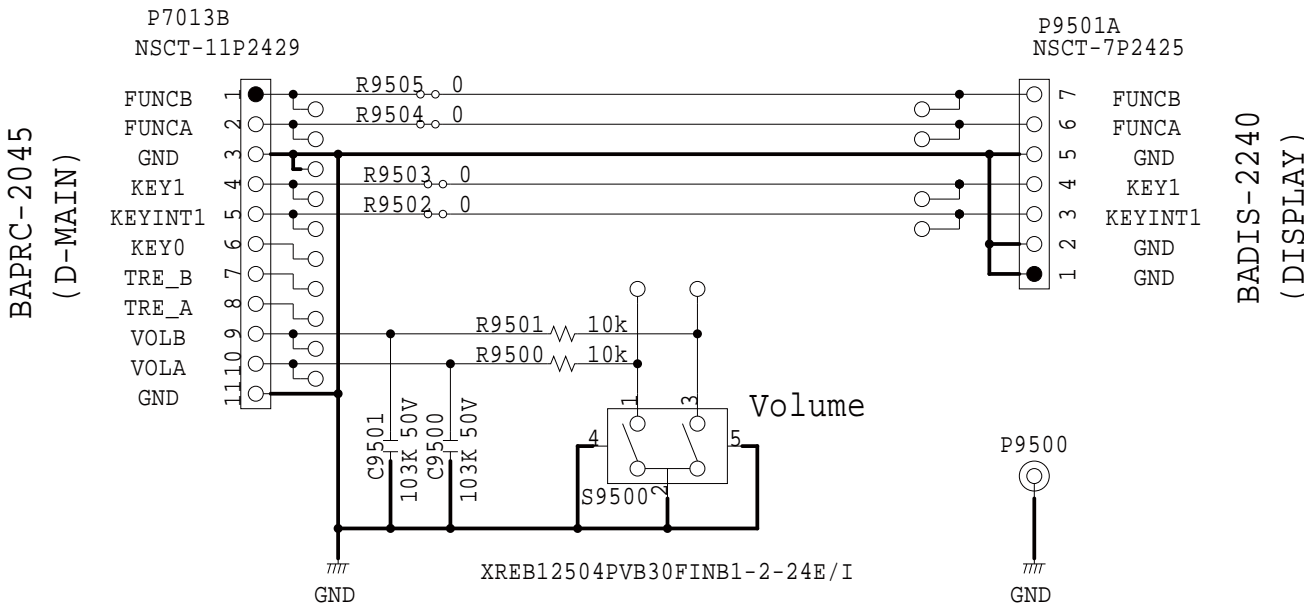 P7013B
NSCT-11P2429
P9501A
NSCT-7P2425
BAPRC-2045
(D-MAIN)
FUNCB 1
FUNCA 2
GND 3
KEY1 4
KEYINT1 5
KEY0 6
TRE_B 7
TRE_A 8
VOLB 9
VOLA 10
GND 11
R9505 0
R9504 0
R9503 0
R9502 0
7 FUNCB
6 FUNCA
5 GND
4 KEY1
3 KEYINT1
2 GND
1 GND
BADIS-2240
(DISPLAY)
R9501 10k
R9500 10k
C9501
103K 50V
C9500
103K 50V
1
3
Volume
4
5
S9500
2
P9500
XREB12504PVB30FINB1-2-24E/I
GND
GND